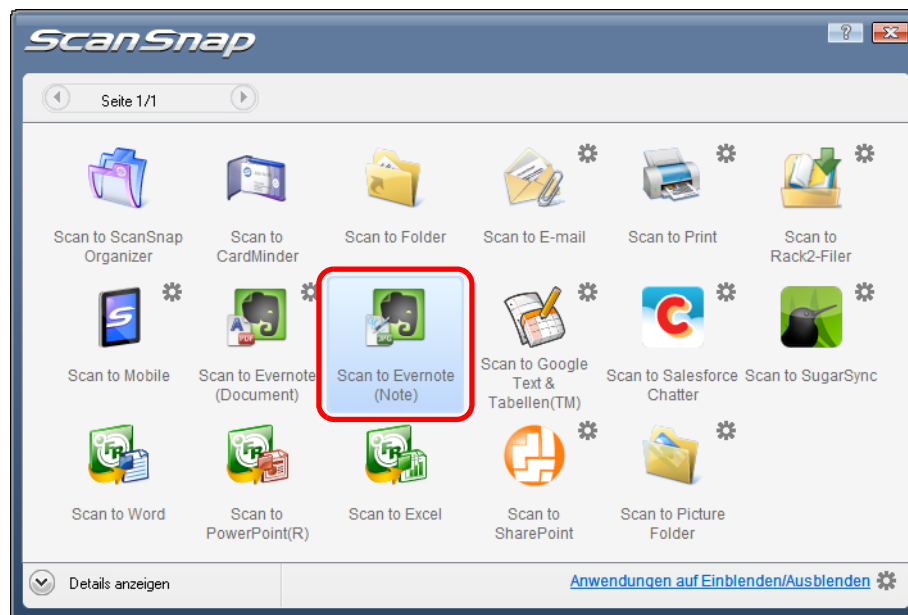 ScanSnap
Seite 1/1
Scan to ScanSnap
Organizer
Scan to
CardMinder
Scan to Folder
Scan to E-mail
Scan to Print
Scan to
Rack2-Filer
Scan to Mobile
PDF
Scan to Evernote
(Document)
JPG
Scan to Evernote
(Note)
Scan to Google
Text &
Tabellen(TM)
Scan to Salesforce
Chatter
Scan to SugarSync
Scan to Word
Scan to
PowerPoint(R)
Scan to Excel
Scan to
SharePoint
Scan to Picture
Folder
Details anzeigen
Anwendungen auf Einblenden/Ausblenden